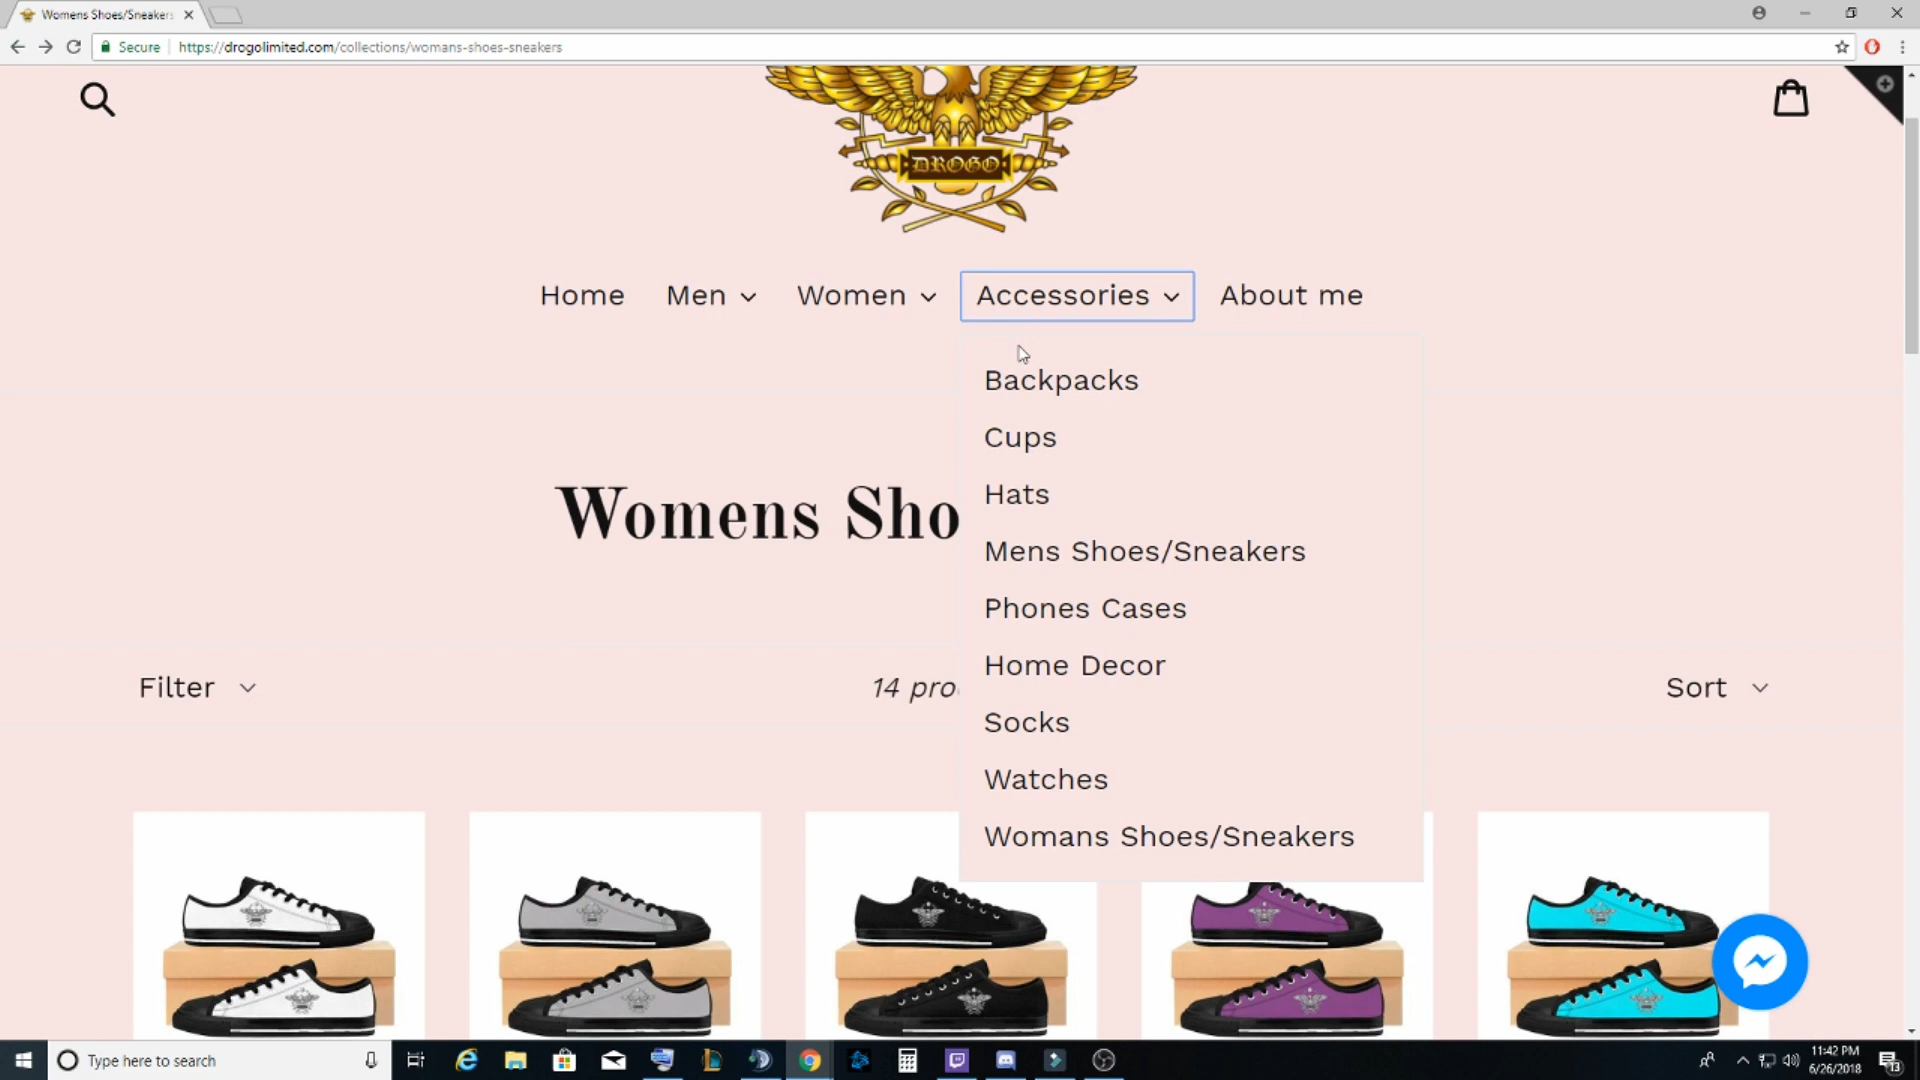 Womens Shoes/Sneakers
Secure https://drogolimited.com/collections/womans-shoes-sneakers
DROGO
Home Men Women Accessories About me
Backpacks
Cups
Hats
Womens Sho
Mens Shoes/Sneakers
Phones Cases
Home Decor
Filter 14 pro Sort
Socks
Watches
Womans Shoes/Sneakers
Type here to search
11:42 PM
6/26/2018
13